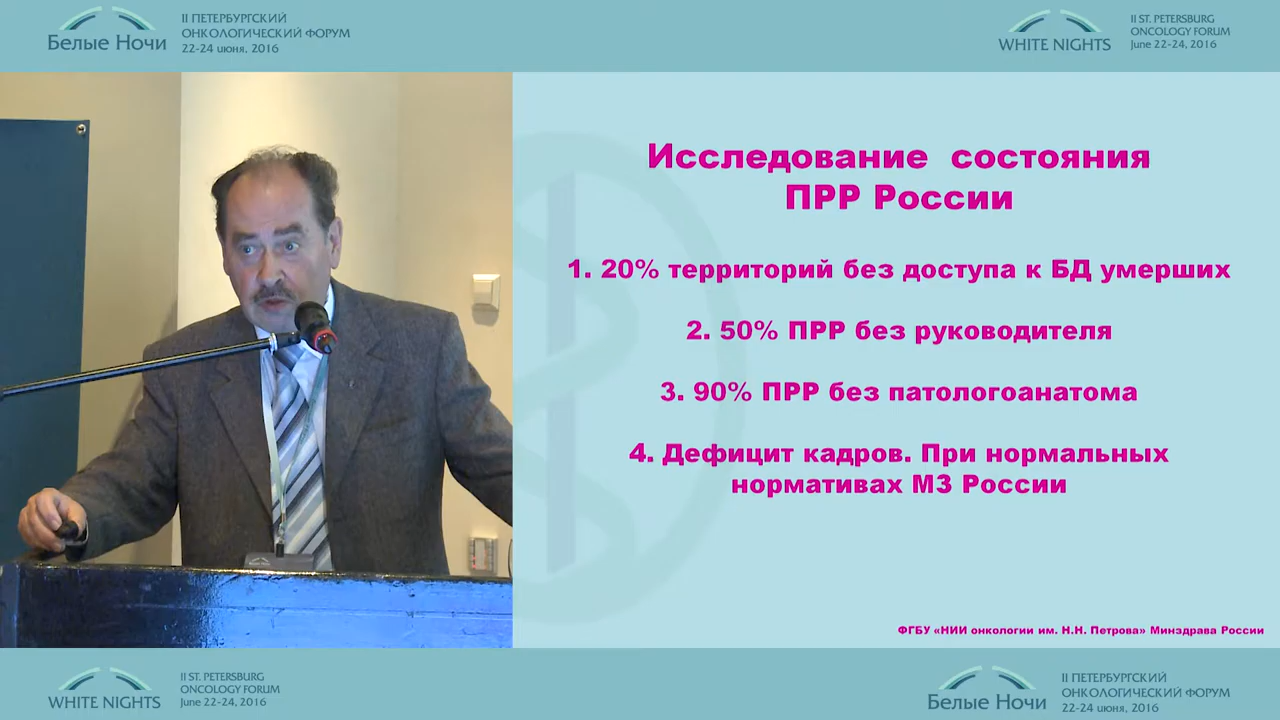 Белые Ночи
II ПЕТЕРБУРГСКИЙ
ОНКОЛОГИЧЕСКИЙ ФОРУМ
22-24 июня, 2016
WHITE NIGHTS
II ST. PETERSBURG
ONCOLOGY FORUM
June 22-24, 2016
Исследование состояния
ПРР России
1. 20% территорий без доступа к БД умерших
2. 50% ПРР без руководителя
3. 90% ПРР без патологоанатома
4. Дефицит кадров. При нормальных
нормативах МЗ России
ФГБУ «НИИ онкологии им. Н.Н. Петрова» Минздрава России
WHITE NIGHTS
II ST. PETERSBURG
ONCOLOGY FORUM
June 22-24, 2016
Белые Ночи
II ПЕТЕРБУРГСКИЙ
ОНКОЛОГИЧЕСКИЙ ФОРУМ
22-24 июня, 2016